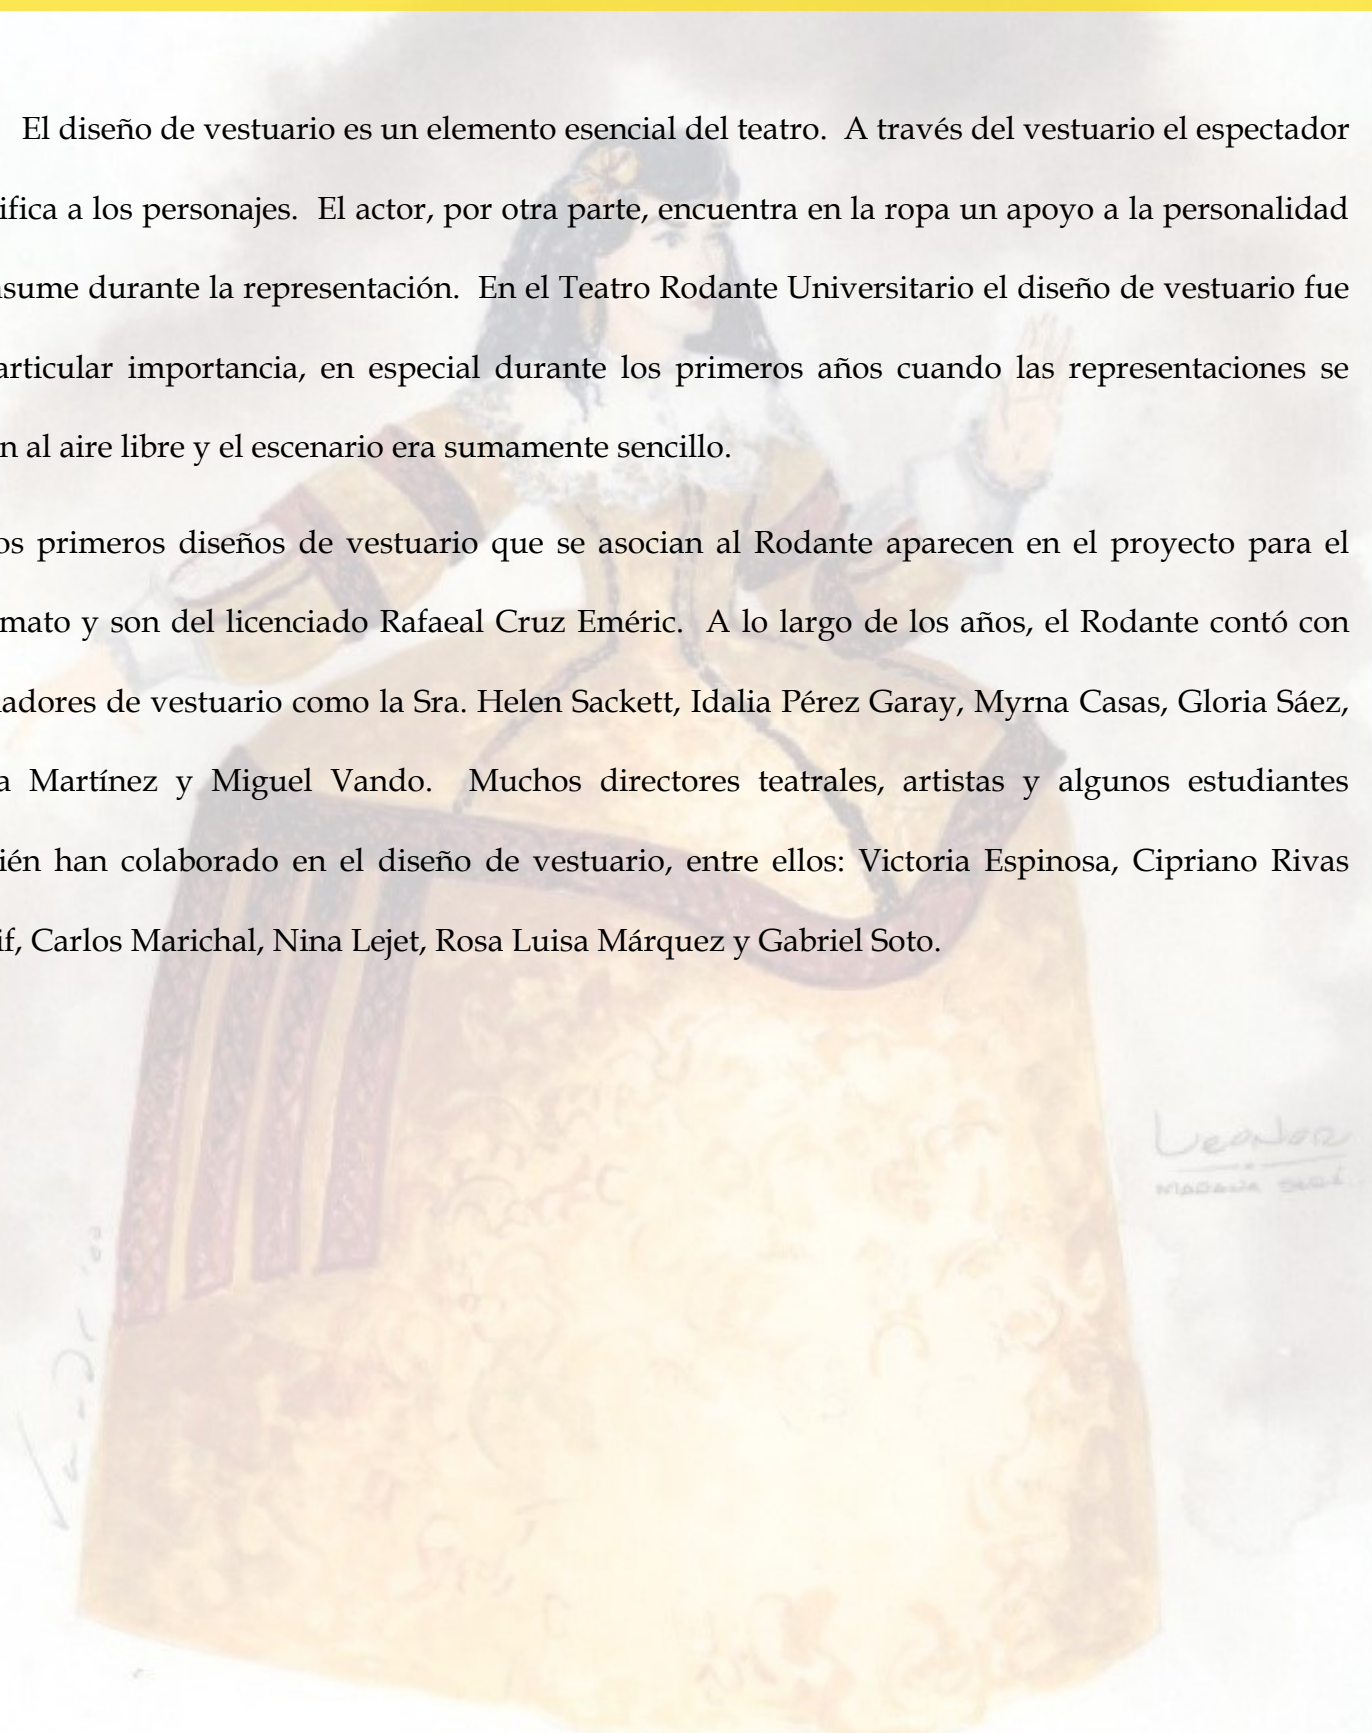 El diseño de vestuario es un elemento esencial del teatro. A través del vestuario el espectador
ifica a los personajes. El actor, por otra parte, encuentra en la ropa un apoyo a la personalidad
sume durante la representación. En el Teatro Rodante Universitario el diseño de vestuario fue
articular importancia, en especial durante los primeros años cuando las representaciones se
n al aire libre y el escenario era sumamente sencillo.
os primeros diseños de vestuario que se asocian al Rodante aparecen en el proyecto para el
mato y son del licenciado Rafaeal Cruz Eméric. A lo largo de los años, el Rodante contó con
adores de vestuario como la Sra. Helen Sackett, Idalia Pérez Garay, Myrna Casas, Gloria Sáez,
a Martínez y Miguel Vando. Muchos directores teatrales, artistas y algunos estudiantes
ién han colaborado en el diseño de vestuario, entre ellos: Victoria Espinosa, Cipriano Rivas
if, Carlos Marichal, Nina Lejet, Rosa Luisa Márquez y Gabriel Soto.
Leonor